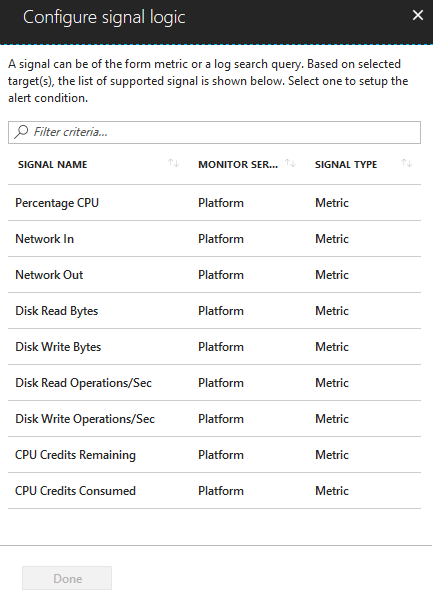 Configure signal logic
A signal can be of the form metric or a log search query. Based on selected
target(s), the list of supported signal is shown below. Select one to setup the
alert condition.
Filter criteria...
SIGNAL NAME MONITOR SER... SIGNAL TYPE
Percentage CPU Platform Metric
Network In Platform Metric
Network Out Platform Metric
Disk Read Bytes Platform Metric
Disk Write Bytes Platform Metric
Disk Read Operations/Sec Platform Metric
Disk Write Operations/Sec Platform Metric
CPU Credits Remaining Platform Metric
CPU Credits Consumed Platform Metric
Done